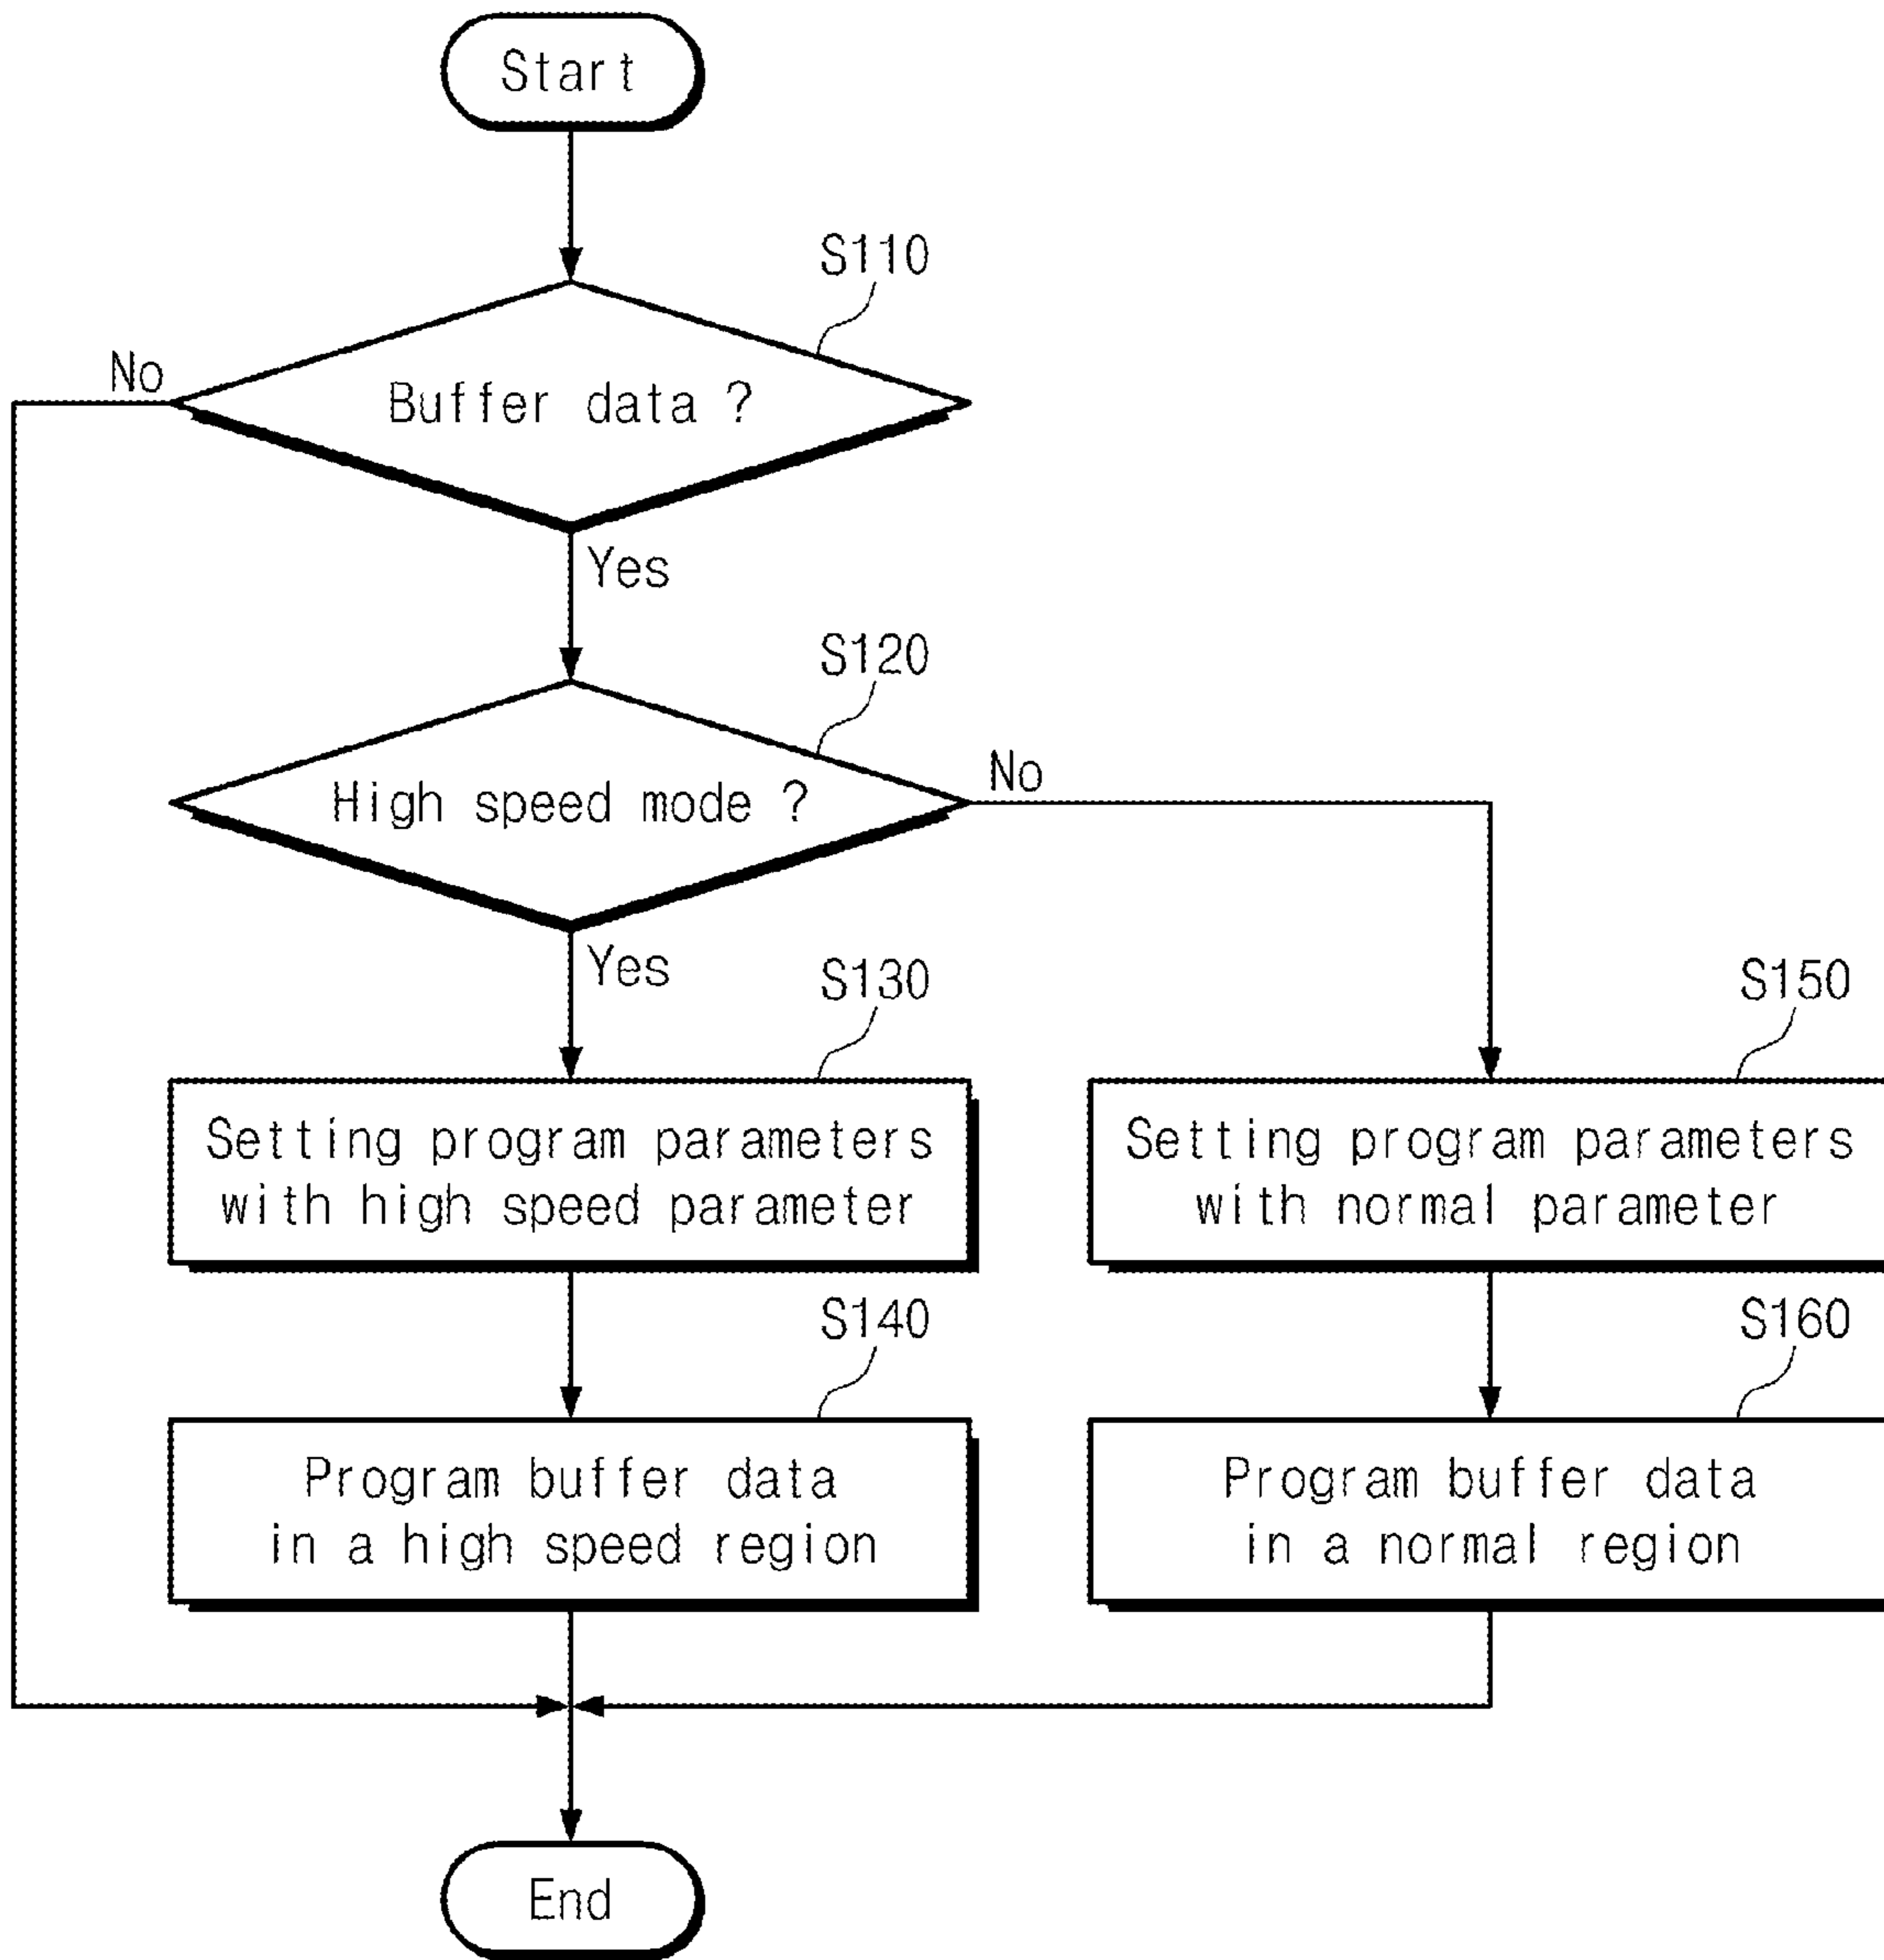 Start
S110
No
Buffer data ?
Yes
S120
No
High speed mode ?
Yes
S130
S150
Setting program parameters
with high speed parameter
Setting program parameters
with normal parameter
S140
S160
Program buffer data
in a high speed region
Program buffer data
in a normal region
End